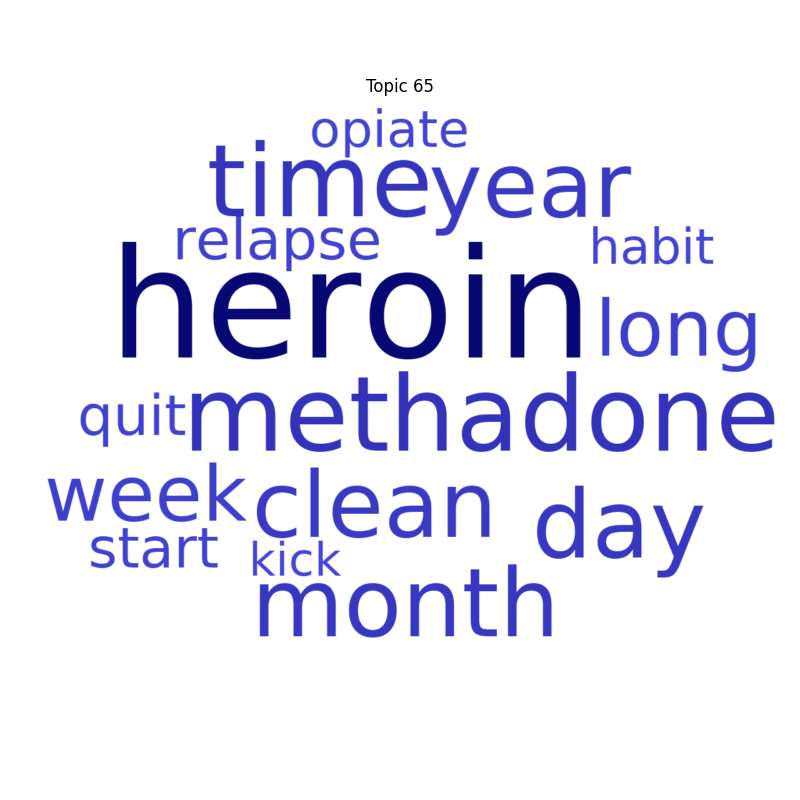 Topic 65
opiate
time year
relapse habit
heroin
long
quit methadone
week clean day
start kick
month